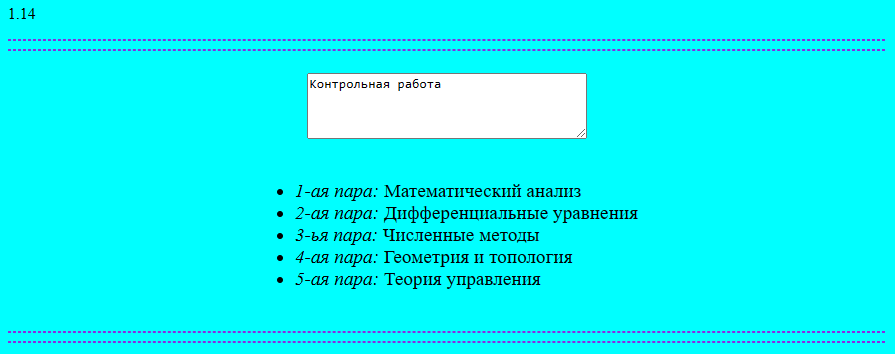 1.14
Контрольная работа
1-ая пара: Математический анализ
2-ая пара: Дифференциальные уравнения
3-ья пара: Численные методы
4-ая пара: Геометрия и топология
5-ая пара: Теория управления